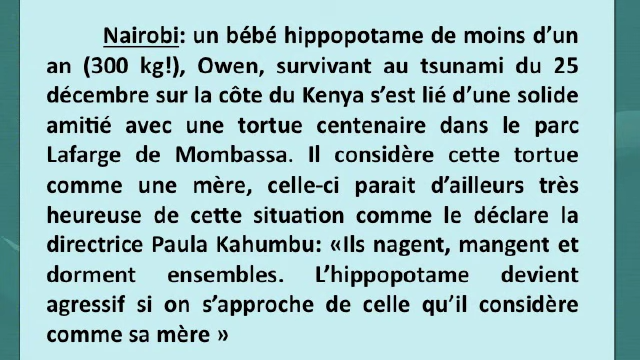 Nairobi: un bébé hippopotame de moins d’un
an (300 kg!), Owen, survivant au tsunami du 25
décembre sur la côte du Kenya s’est lié d’une solide
amitié avec une tortue centenaire dans le parc
Lafarge de Mombassa. Il considère cette tortue
comme une mère, celle-ci parait d’ailleurs très
heureuse de cette situation comme le déclare la
directrice Paula Kahumbu: «Ils nagent, mangent et
dorment ensembles. L’hippopotame devient
agressif si on s’approche de celle qu’il considère
comme sa mère »